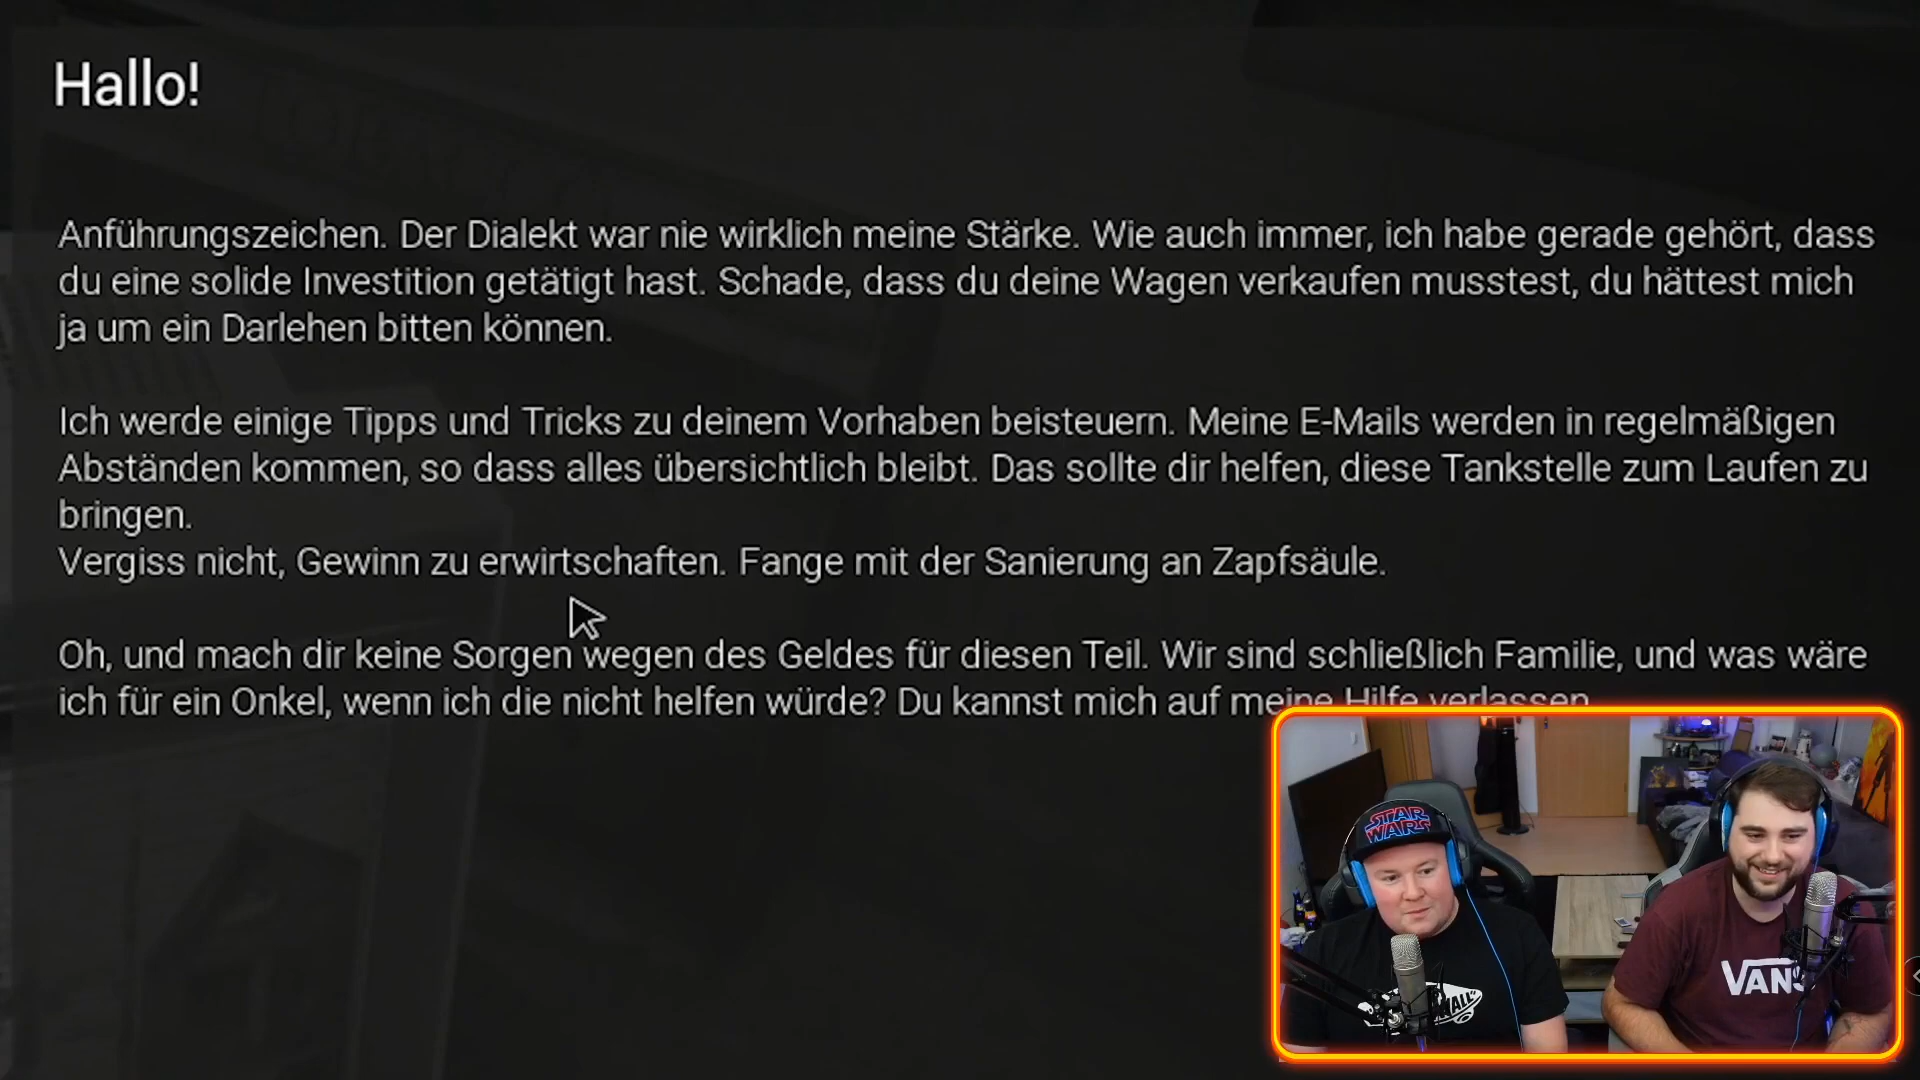 Hallo!
Anführungszeichen. Der Dialekt war nie wirklich meine Stärke. Wie auch immer, ich habe gerade gehört, dass
du eine solide Investition getätigt hast. Schade, dass du deine Wagen verkaufen musstest, du hättest mich
ja um ein Darlehen bitten können.
Ich werde einige Tipps und Tricks zu deinem Vorhaben beisteuern. Meine E-Mails werden in regelmäßigen
Abständen kommen, so dass alles übersichtlich bleibt. Das sollte dir helfen, diese Tankstelle zum Laufen zu
bringen.
Vergiss nicht, Gewinn zu erwirtschaften. Fange mit der Sanierung an Zapfsäule.
Oh, und mach dir keine Sorgen wegen des Geldes für diesen Teil. Wir sind schließlich Familie, und was wäre
ich für ein Onkel, wenn ich die nicht helfen würde? Du kannst mich auf meine Hilfe verlassen
STAR
WARS
VANS